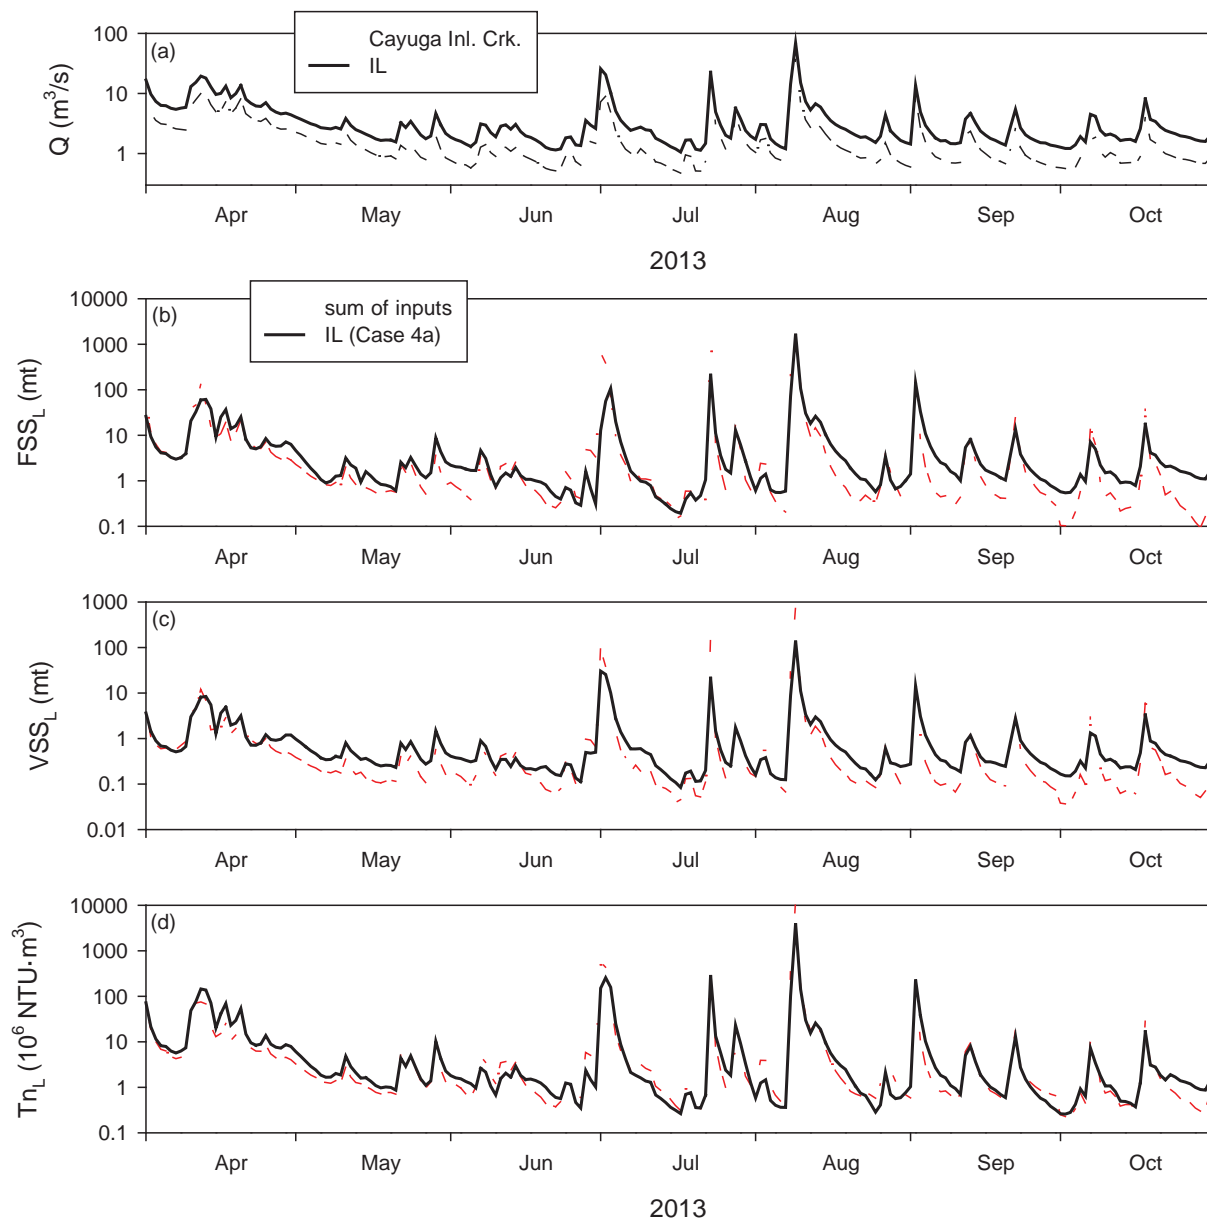 Cayuga Inl. Crk.
IL
(a)
100
10
1
Q (m³/s)
Apr May Jun Jul Aug Sep Oct
2013
sum of inputs
IL (Case 4a)
(b)
10000
1000
100
10
1
0.1
FSS_L (mt)
Apr May Jun Jul Aug Sep Oct
(c)
1000
100
10
1
0.1
0.01
VSS_L (mt)
Apr May Jun Jul Aug Sep Oct
(d)
10000
1000
100
10
1
0.1
Tn_L (10⁶ NTU·m³)
Apr May Jun Jul Aug Sep Oct
2013